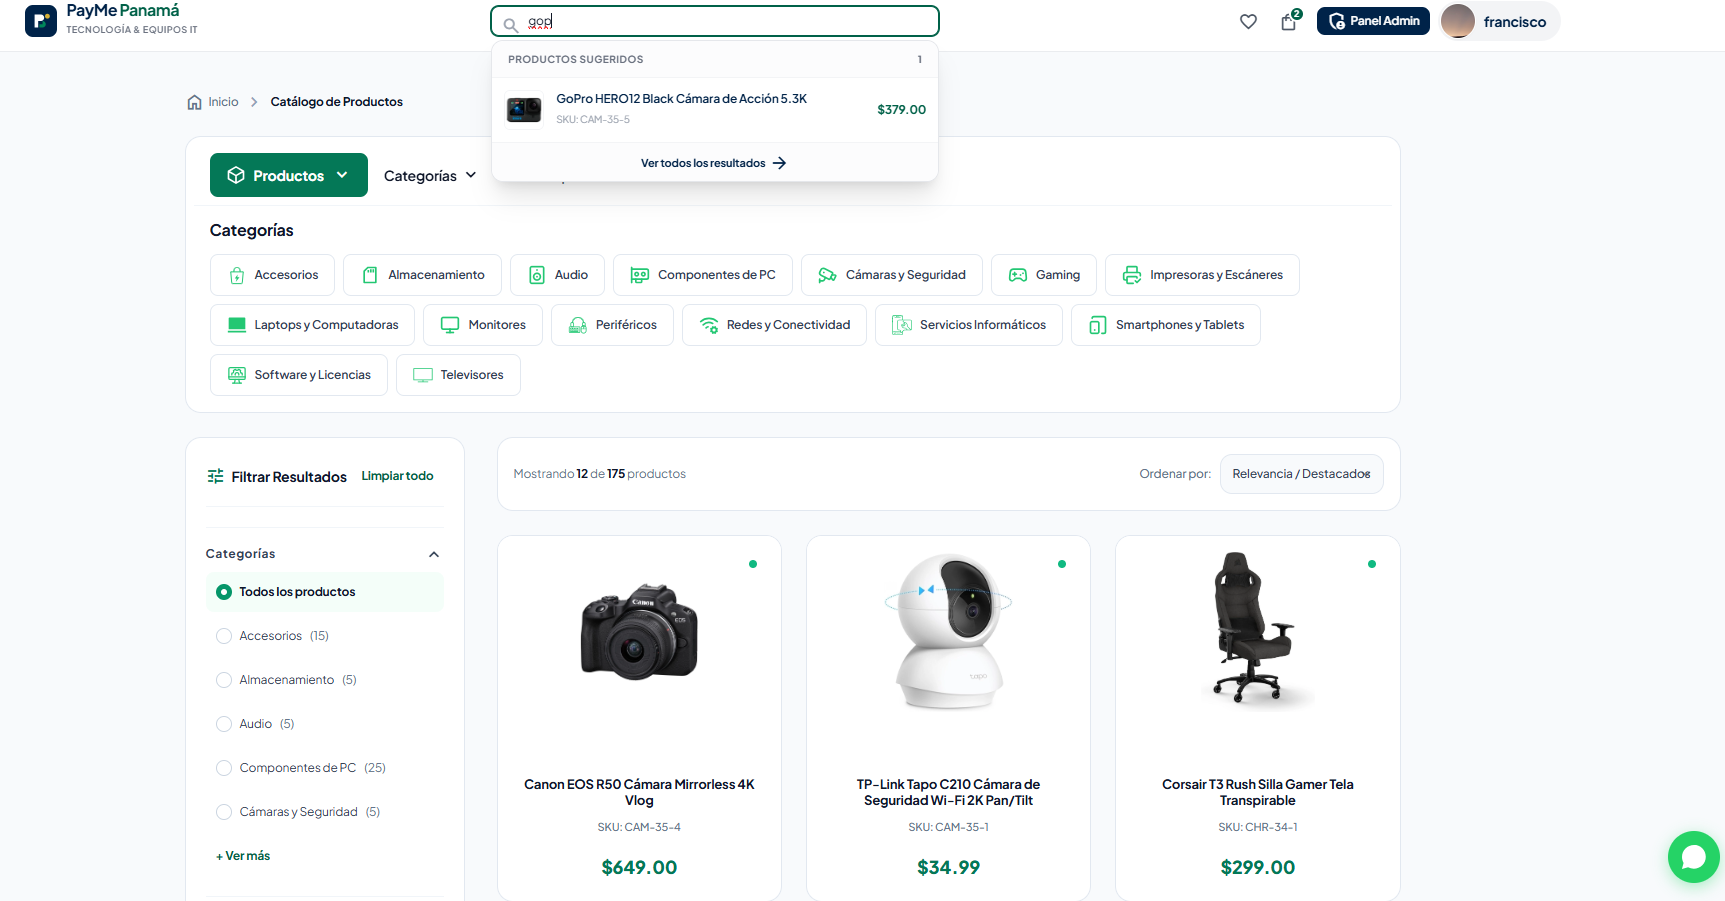 PayMe Panamá
TECNOLOGÍA & EQUIPOS IT
gop
2
Panel Admin
francisco
PRODUCTOS SUGERIDOS 1
GoPro HERO12 Black Cámara de Acción 5.3K
SKU: CAM-35-5
$379.00
Ver todos los resultados
Inicio > Catálogo de Productos
Productos
Categorías
Categorías
Accesorios
Almacenamiento
Audio
Componentes de PC
Cámaras y Seguridad
Gaming
Impresoras y Escáneres
Laptops y Computadoras
Monitores
Periféricos
Redes y Conectividad
Servicios Informáticos
Smartphones y Tablets
Software y Licencias
Televisores
Filtrar Resultados
Limpiar todo
Categorías
Todos los productos
Accesorios (15)
Almacenamiento (5)
Audio (5)
Componentes de PC (25)
Cámaras y Seguridad (5)
+ Ver más
Mostrando 12 de 175 productos
Ordenar por:
Relevancia / Destacados
Canon
EOS
Canon EOS R50 Cámara Mirrorless 4K
Vlog
SKU: CAM-35-4
$649.00
tapo
TP-Link Tapo C210 Cámara de
Seguridad Wi-Fi 2K Pan/Tilt
SKU: CAM-35-1
$34.99
Corsair T3 Rush Silla Gamer Tela
Transpirable
SKU: CHR-34-1
$299.00